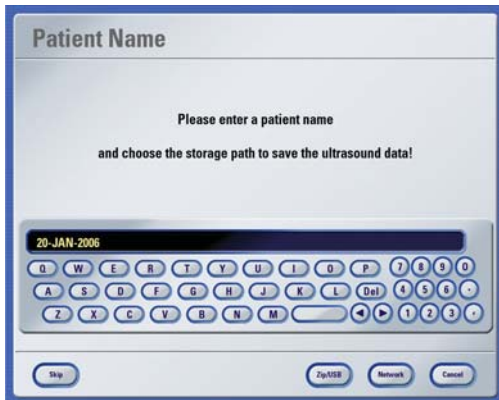 Patient Name
Please enter a patient name
and choose the storage path to save the ultrasound data!
20-JAN-2006
Q W E R T Y U I O P 7 8 9 0
A S D F G H J K L Del 4 5 6 ·
Z X C V B N M ◀ ▶ 1 2 3 ·
Skip Zip/USB Network Cancel